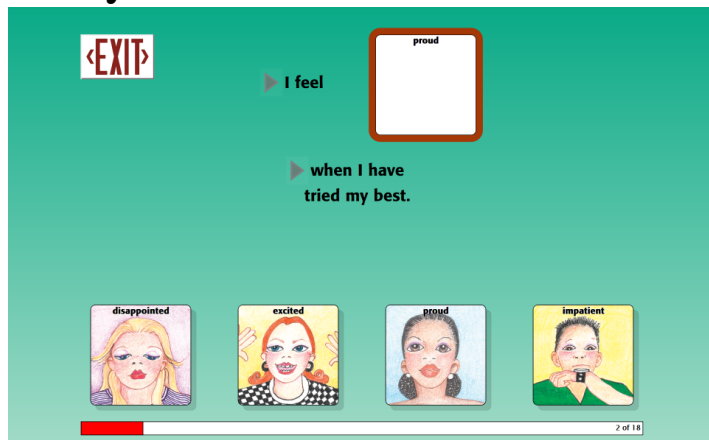 ‹EXIT›
proud
I feel
when I have
tried my best.
disappointed
excited
proud
impatient
2 of 18